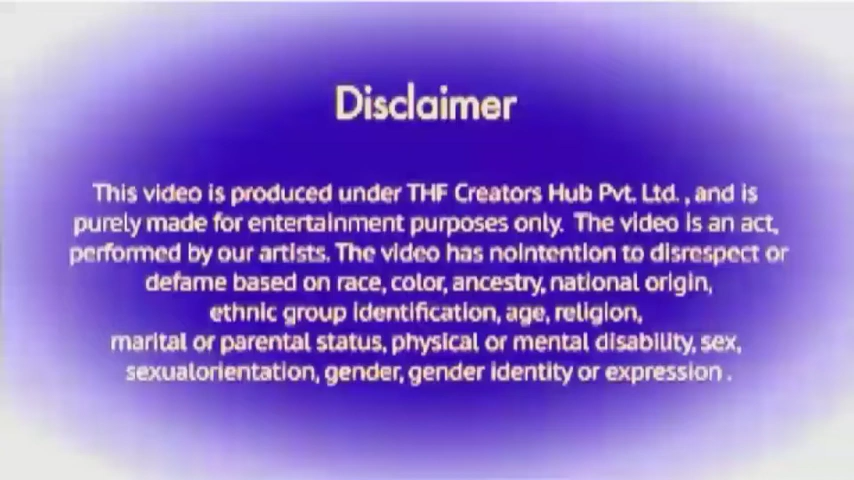 Disclaimer
This video is produced under THF Creators Hub Pvt. Ltd. , and is
purely made for entertainment purposes only. The video is an act,
performed by our artists. The video has nointention to disrespect or
defame based on race, color, ancestry, national origin,
ethnic group identification, age, religion,
marital or parental status, physical or mental disability, sex,
sexualorientation, gender, gender identity or expression .